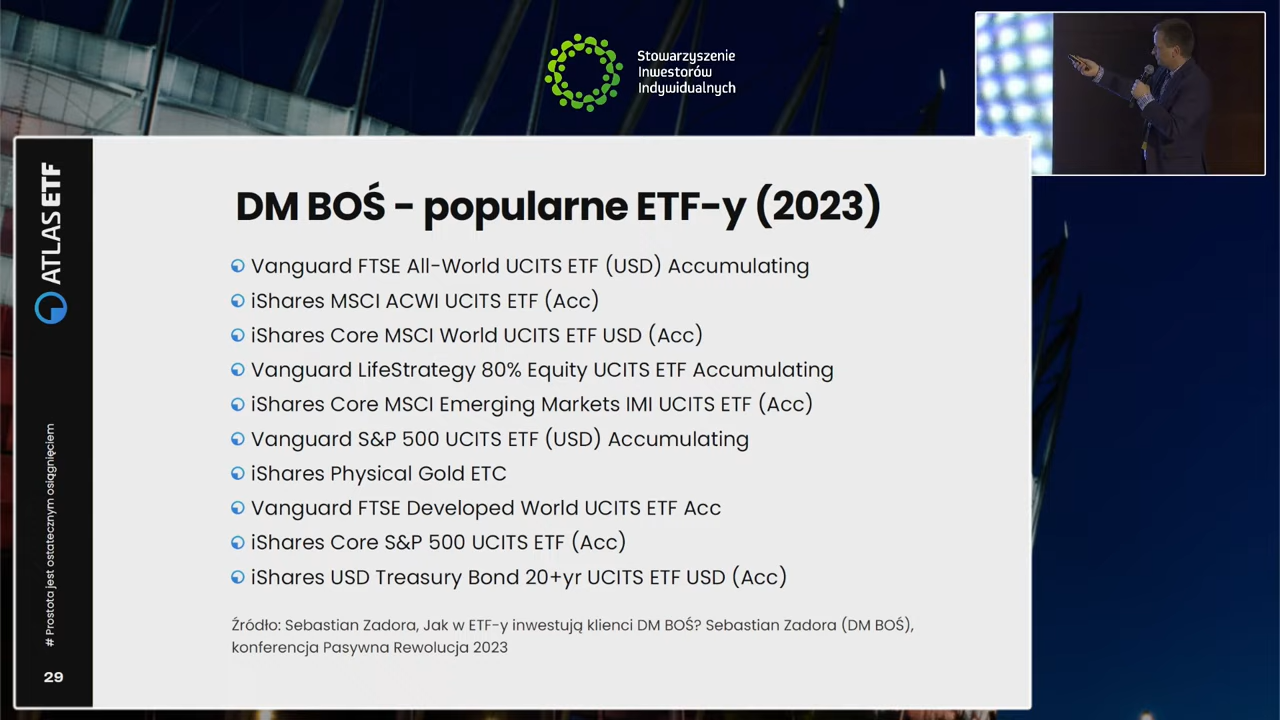 Stowarzyszenie
Inwestorów
Indywidualnych
ATLAS ETF
# Prostota jest ostatecznym osiągnięciem
29
DM BOŚ - popularne ETF-y (2023)
Vanguard FTSE All-World UCITS ETF (USD) Accumulating
iShares MSCI ACWI UCITS ETF (Acc)
iShares Core MSCI World UCITS ETF USD (Acc)
Vanguard LifeStrategy 80% Equity UCITS ETF Accumulating
iShares Core MSCI Emerging Markets IMI UCITS ETF (Acc)
Vanguard S&P 500 UCITS ETF (USD) Accumulating
iShares Physical Gold ETC
Vanguard FTSE Developed World UCITS ETF Acc
iShares Core S&P 500 UCITS ETF (Acc)
iShares USD Treasury Bond 20+yr UCITS ETF USD (Acc)
Źródło: Sebastian Zadora, Jak w ETF-y inwestują klienci DM BOŚ? Sebastian Zadora (DM BOŚ),
konferencja Pasywna Rewolucja 2023